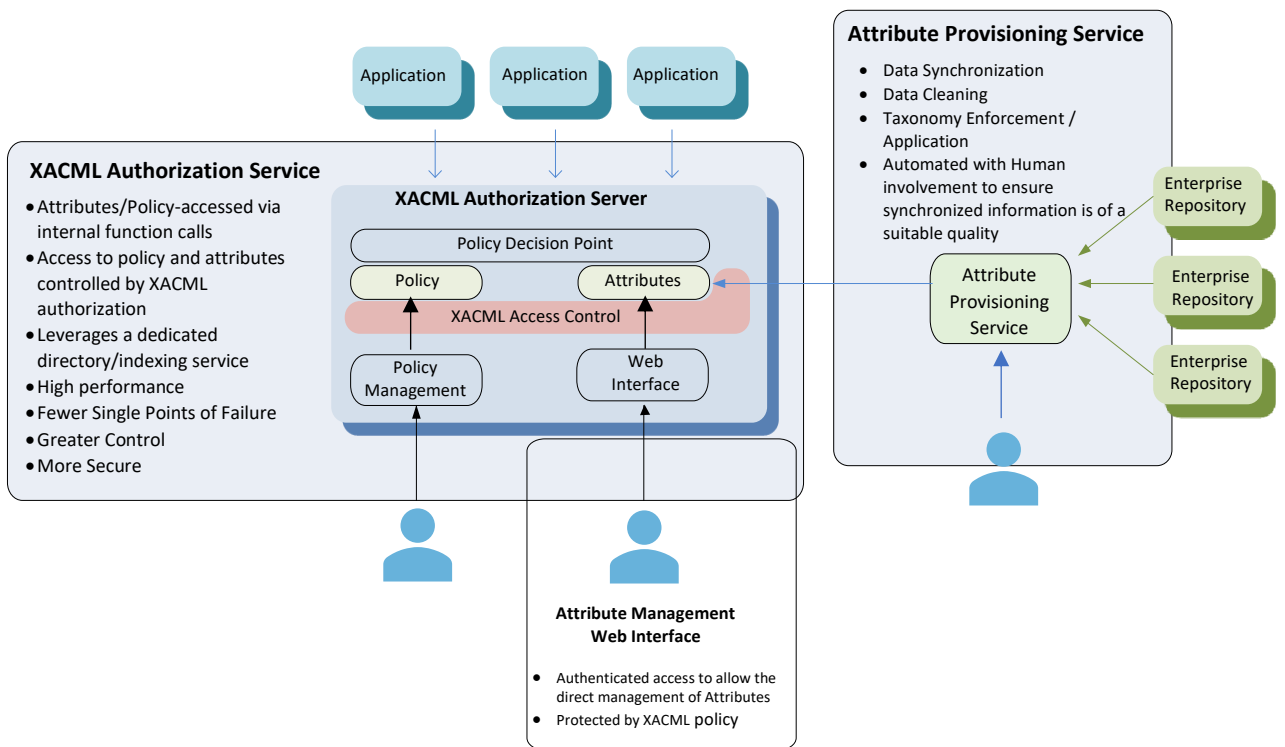 Application
Application
Application
XACML Authorization Service
• Attributes/Policy-accessed via
internal function calls
• Access to policy and attributes
controlled by XACML
authorization
• Leverages a dedicated
directory/indexing service
• High performance
• Fewer Single Points of Failure
• Greater Control
• More Secure
XACML Authorization Server
Policy Decision Point
Policy
Attributes
XACML Access Control
Policy
Management
Web
Interface
Attribute Management
Web Interface
• Authenticated access to allow the
direct management of Attributes
• Protected by XACML policy
Attribute Provisioning Service
• Data Synchronization
• Data Cleaning
• Taxonomy Enforcement /
Application
• Automated with Human
involvement to ensure
synchronized information is of a
suitable quality
Attribute
Provisioning
Service
Enterprise
Repository
Enterprise
Repository
Enterprise
Repository